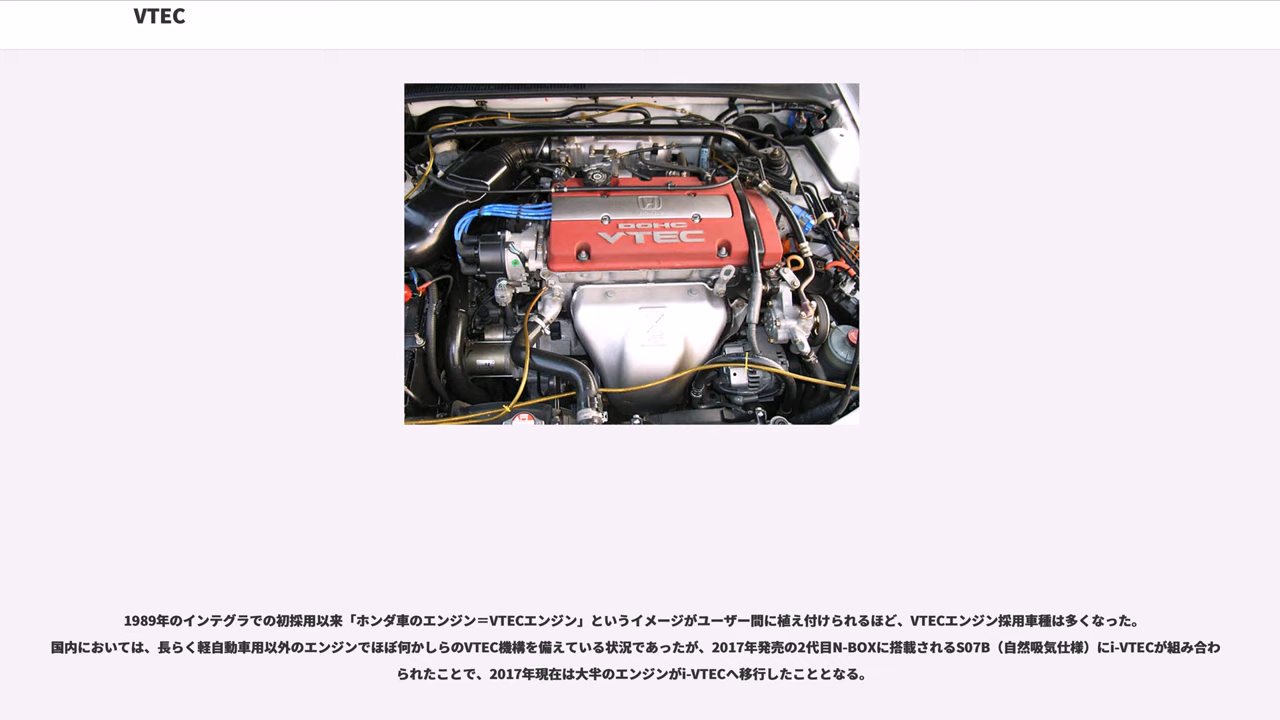 VTEC
DOHC
VTEC
1989年のインテグラでの初採用以来「ホンダ車のエンジン＝VTECエンジン」というイメージがユーザー間に植え付けられるほど、VTECエンジン採用車種は多くなった。
国内においては、長らく軽自動車用以外のエンジンでほぼ何かしらのVTEC機構を備えている状況であったが、2017年発売の2代目N-BOXに搭載されるS07B（自然吸気仕様）にi-VTECが組み合わ
られたことで、2017年現在は大半のエンジンがi-VTECへ移行したこととなる。